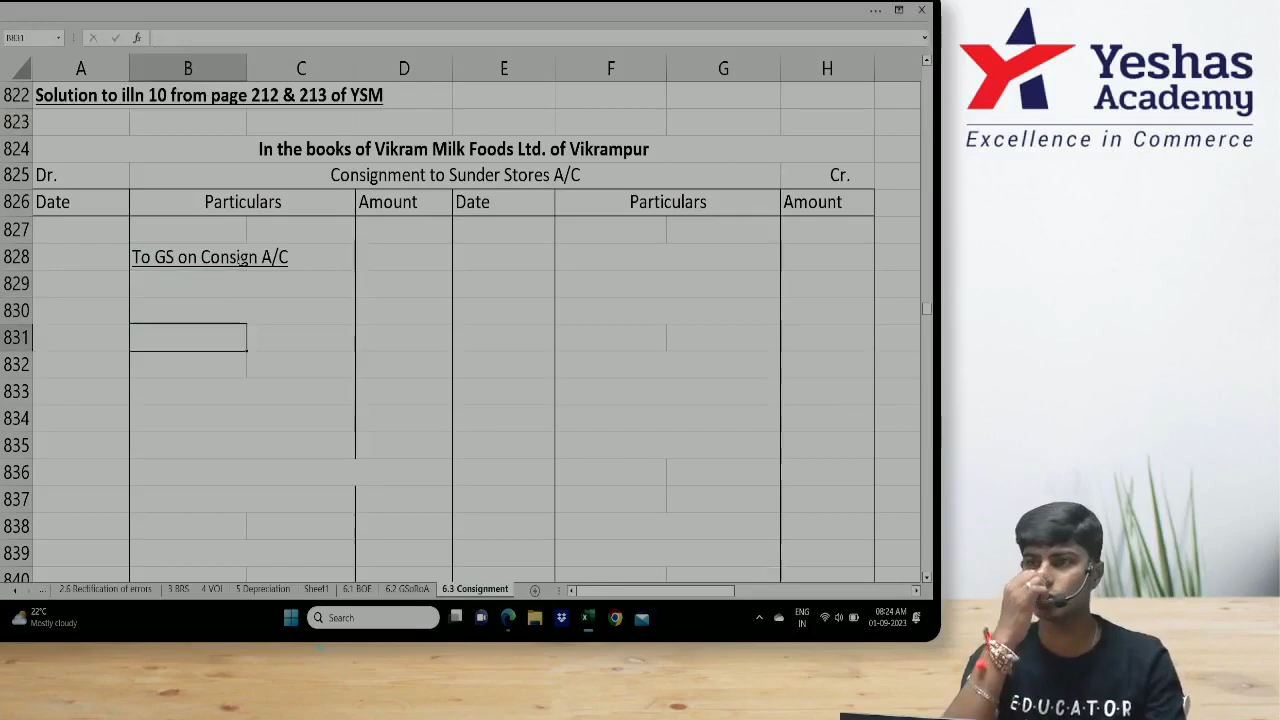 B831
fx
A B C D E F G H
822 Solution to illn 10 from page 212 & 213 of YSM
823
824 In the books of Vikram Milk Foods Ltd. of Vikrampur
825 Dr. Consignment to Sunder Stores A/C Cr.
826 Date Particulars Amount Date Particulars Amount
827
828 To GS on Consign A/C
829
830
831
832
833
834
835
836
837
838
839
840
... 2.6 Rectification of errors 3 BRS 4 VOI 5 Depreciation Sheet1 6.1 BOF 6.2 GSoRoA 6.3 Consignment
22°C
Mostly cloudy
Search
ENG
IN
08:24 AM
01-09-2023
Yeshas
Academy
Excellence in Commerce
EDUCATOR